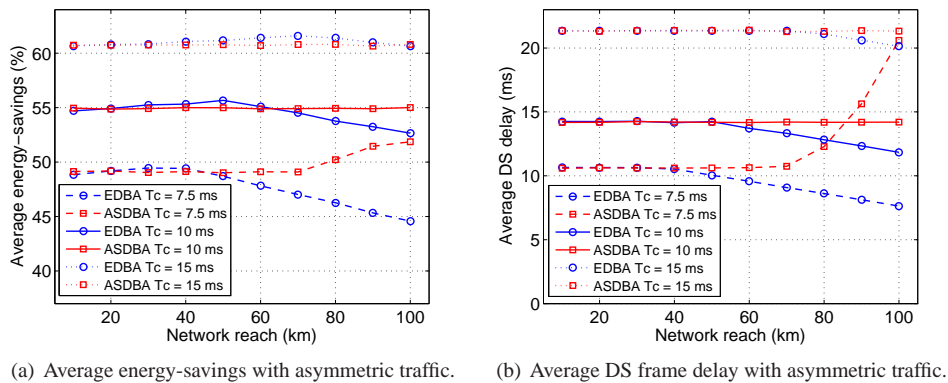 Average energy−savings (%)
60
55
50
45
40
EDBA Tc = 7.5 ms
ASDBA Tc = 7.5 ms
EDBA Tc = 10 ms
ASDBA Tc = 10 ms
EDBA Tc = 15 ms
ASDBA Tc = 15 ms
20 40 60 80 100
Network reach (km)
(a) Average energy-savings with asymmetric traffic.
Average DS delay (ms)
20
15
10
5
0
EDBA Tc = 7.5 ms
ASDBA Tc = 7.5 ms
EDBA Tc = 10 ms
ASDBA Tc = 10 ms
EDBA Tc = 15 ms
ASDBA Tc = 15 ms
20 40 60 80 100
Network reach (km)
(b) Average DS frame delay with asymmetric traffic.